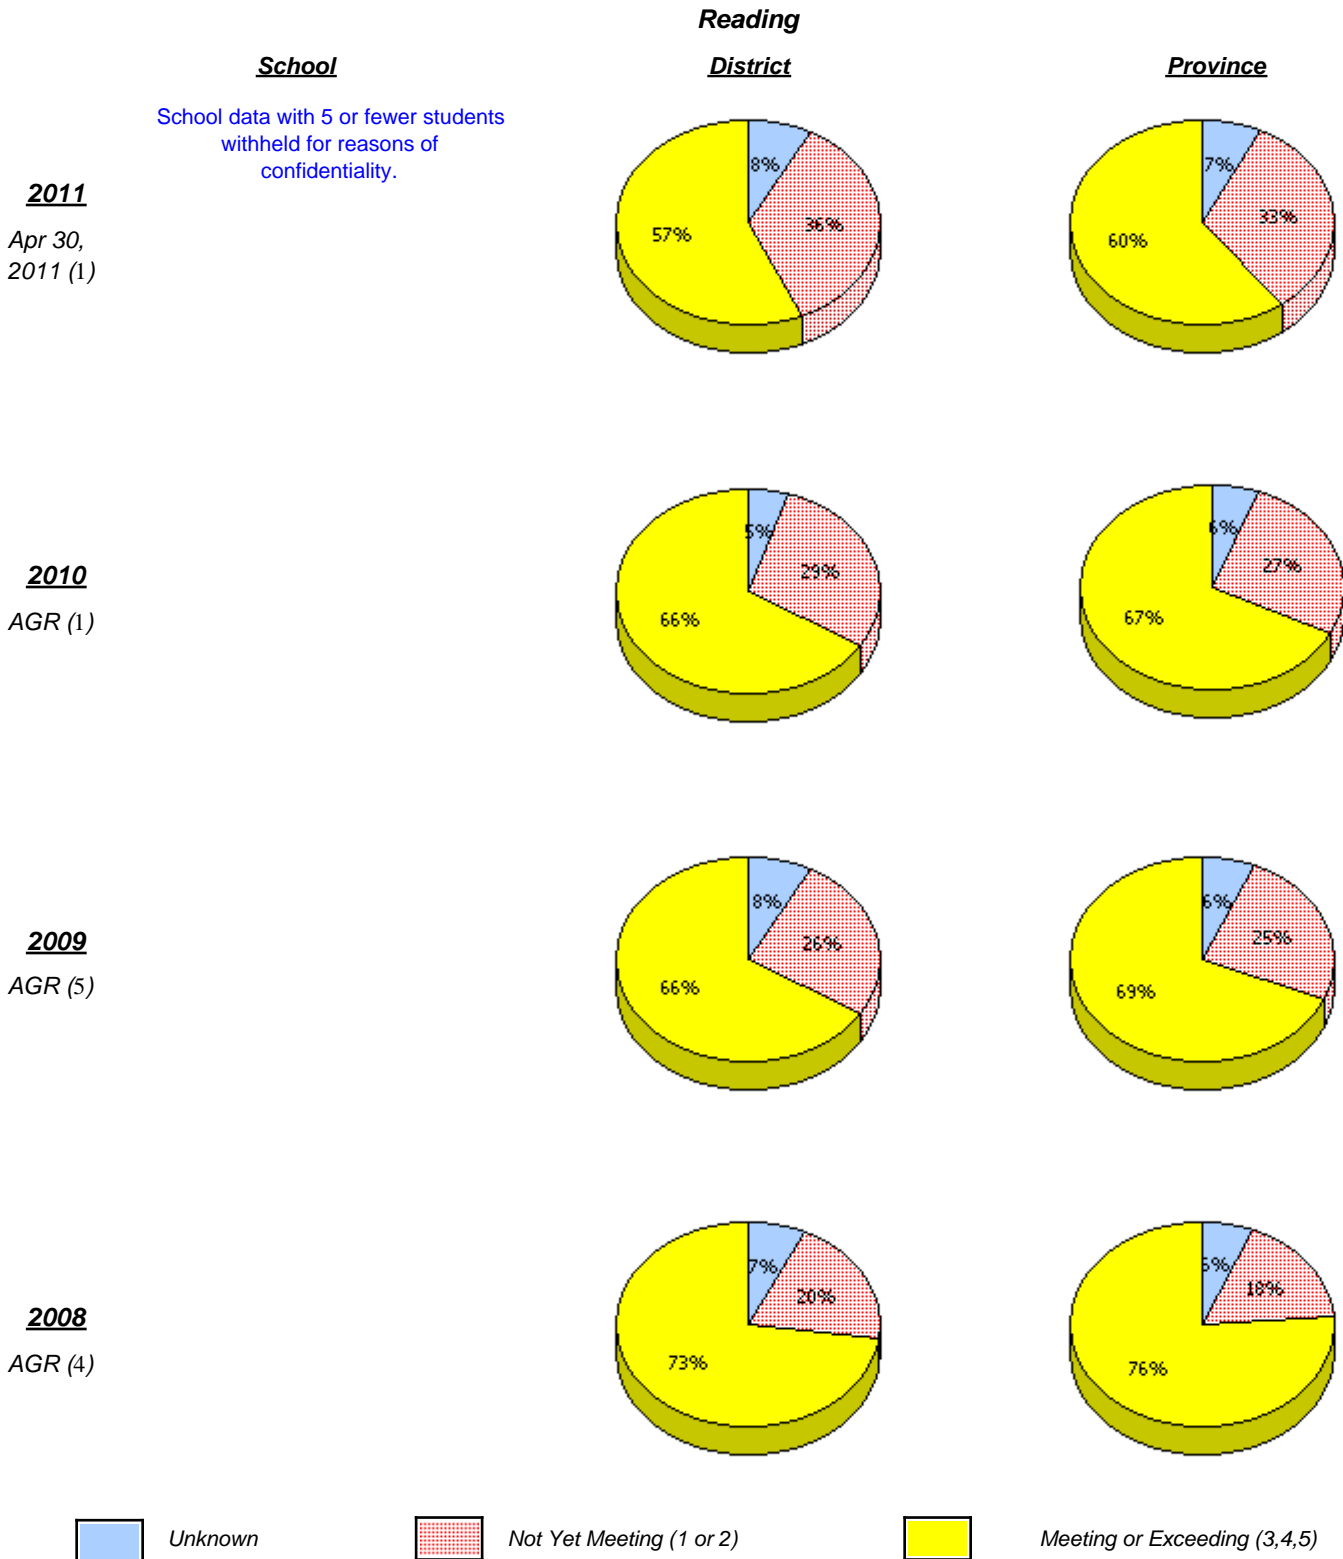 Reading
School District Province
School data with 5 or fewer students
withheld for reasons of
confidentiality.
2011
Apr 30,
2011 (1)
8%
36%
57%
7%
33%
60%
2010
AGR (1)
5%
29%
66%
6%
27%
67%
2009
AGR (5)
8%
26%
66%
6%
25%
69%
2008
AGR (4)
7%
20%
73%
18%
76%
Unknown Not Yet Meeting (1 or 2) Meeting or Exceeding (3,4,5)